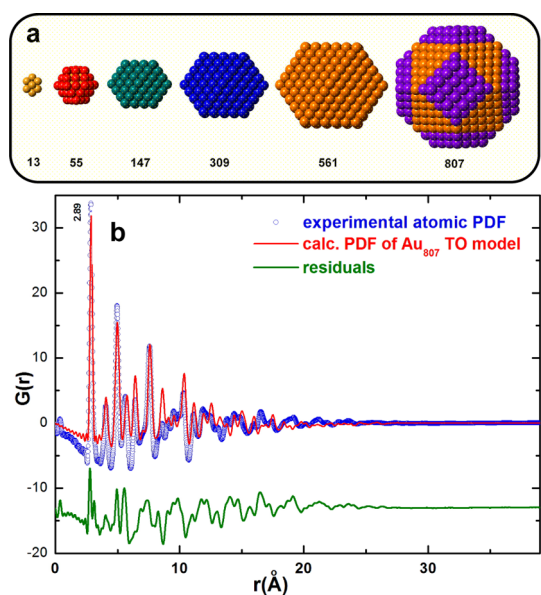 a
13 55 147 309 561 807
b
2.89
experimental atomic PDF
calc. PDF of Au807 TO model
residuals
G(r)
30
20
10
0
-10
-20
0 10 20 30
r(Å)